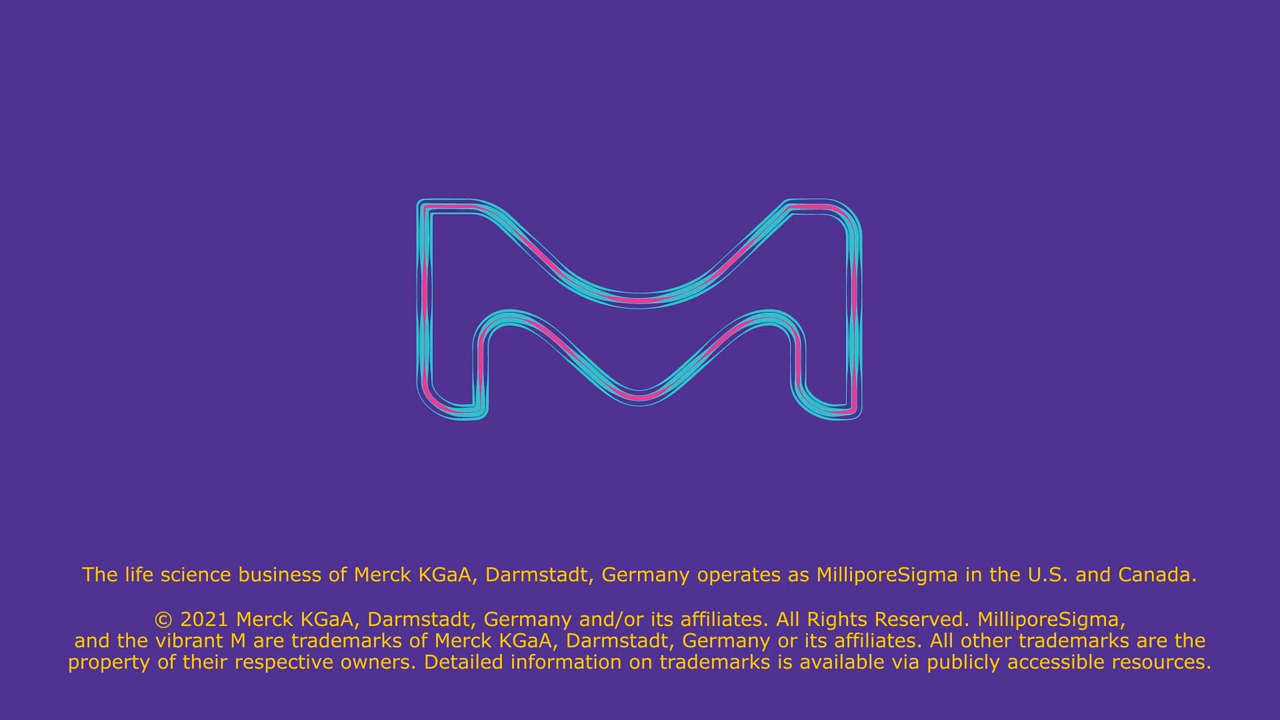 The life science business of Merck KGaA, Darmstadt, Germany operates as MilliporeSigma in the U.S. and Canada.
© 2021 Merck KGaA, Darmstadt, Germany and/or its affiliates. All Rights Reserved. MilliporeSigma,
and the vibrant M are trademarks of Merck KGaA, Darmstadt, Germany or its affiliates. All other trademarks are the
property of their respective owners. Detailed information on trademarks is available via publicly accessible resources.